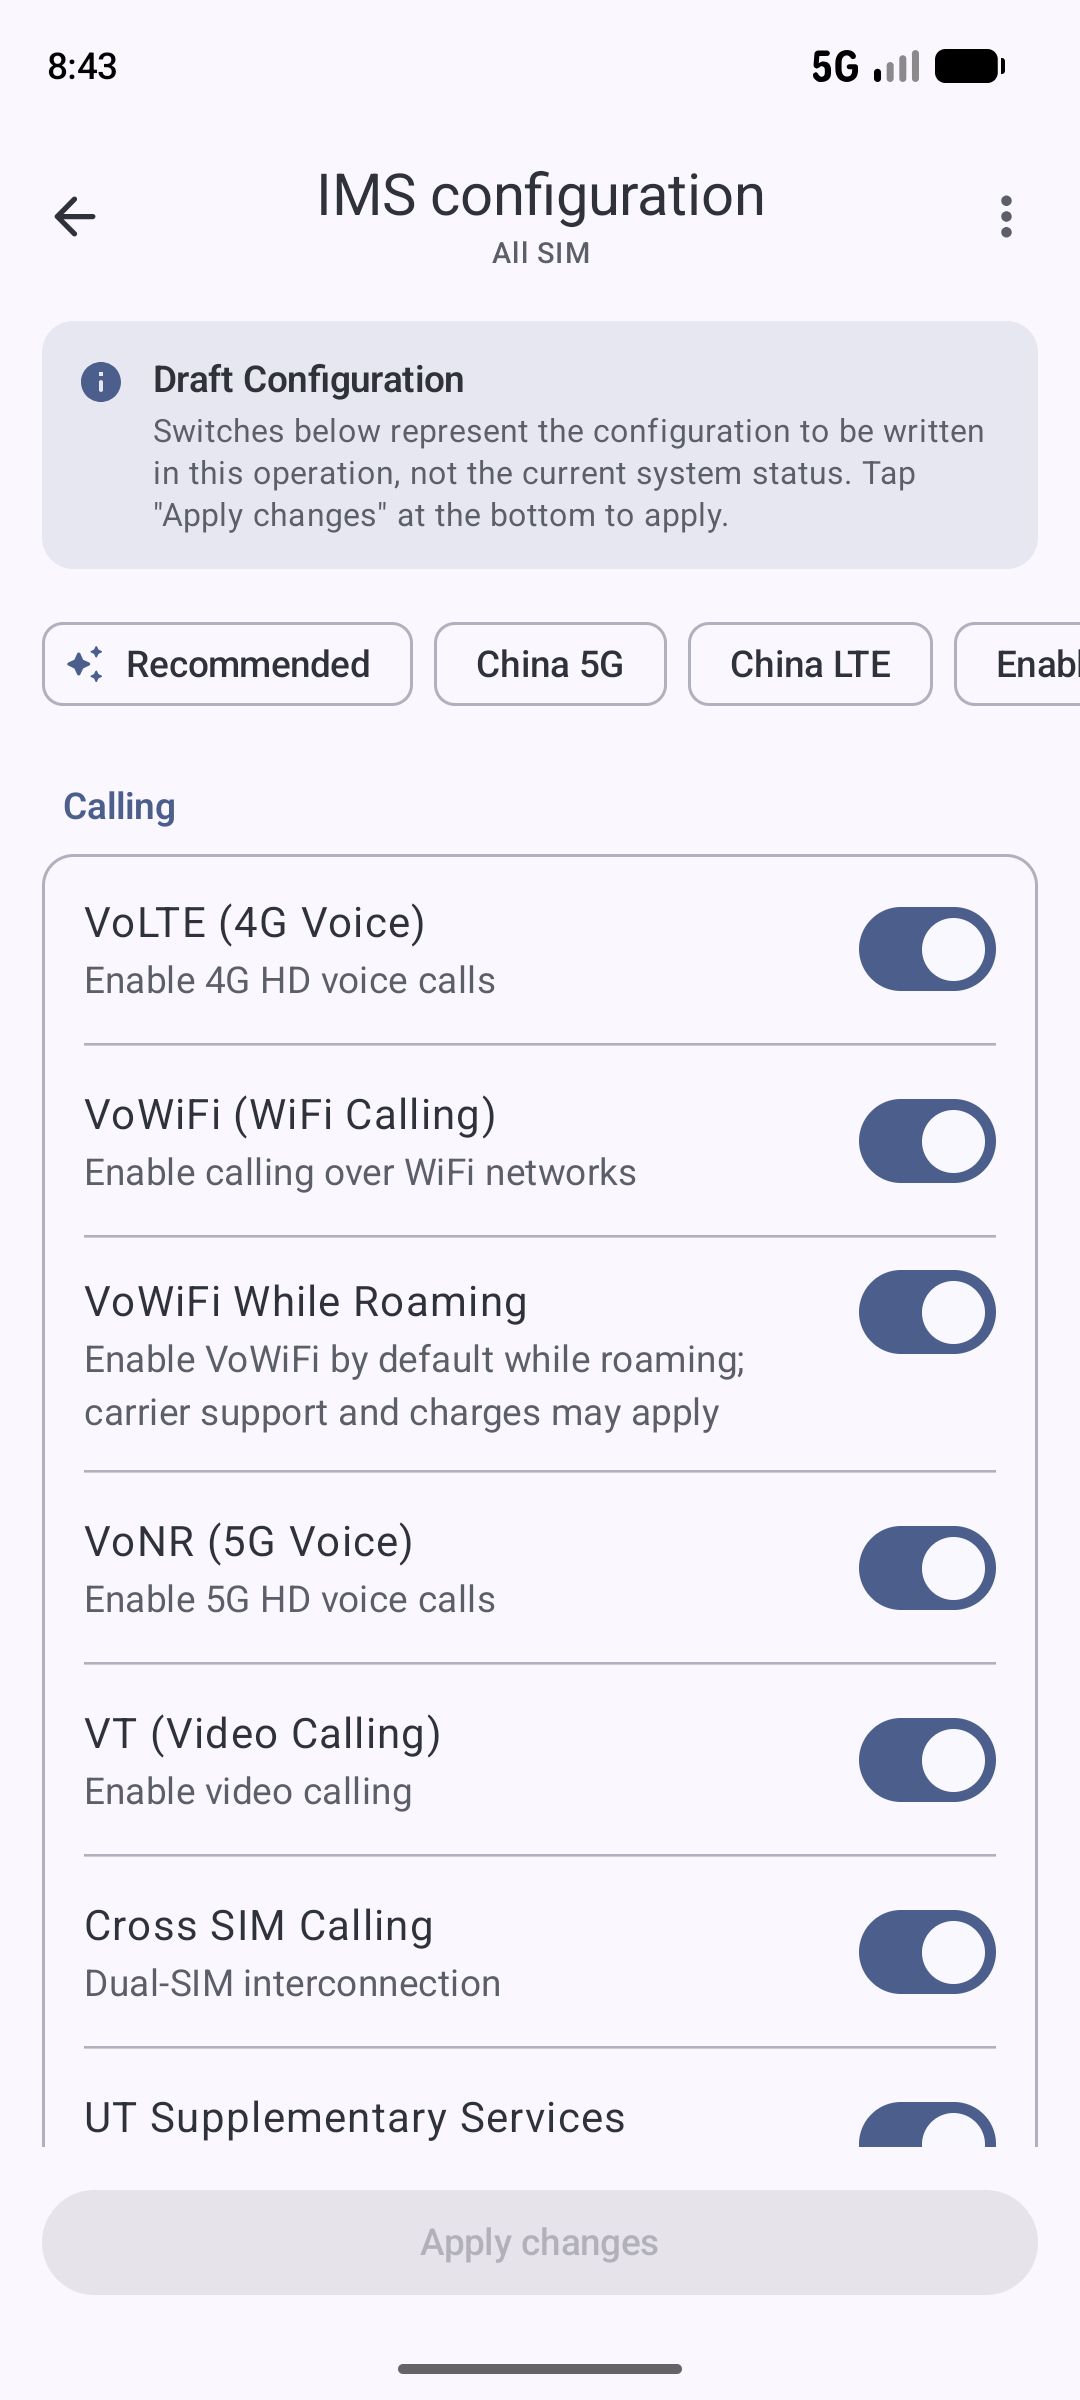 8:43
5G
IMS configuration
All SIM
Draft Configuration
Switches below represent the configuration to be written
in this operation, not the current system status. Tap
"Apply changes" at the bottom to apply.
Recommended
China 5G
China LTE
Enabl
Calling
VoLTE (4G Voice)
Enable 4G HD voice calls
VoWiFi (WiFi Calling)
Enable calling over WiFi networks
VoWiFi While Roaming
Enable VoWiFi by default while roaming;
carrier support and charges may apply
VoNR (5G Voice)
Enable 5G HD voice calls
VT (Video Calling)
Enable video calling
Cross SIM Calling
Dual-SIM interconnection
UT Supplementary Services
Apply changes